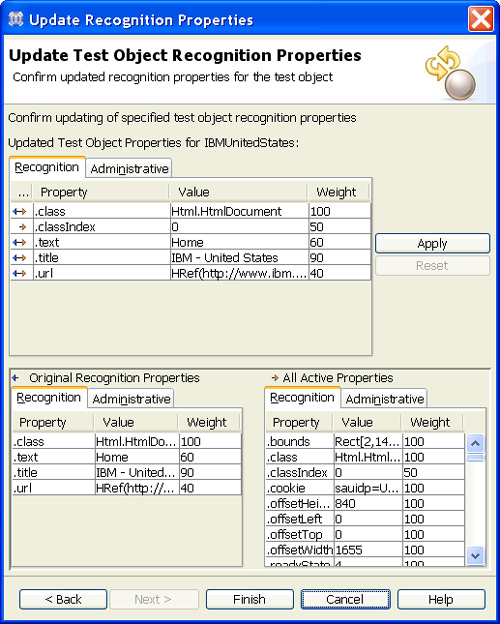 Update Recognition Properties
Update Test Object Recognition Properties
Confirm updated recognition properties for the test object
Confirm updating of specified test object recognition properties
Updated Test Object Properties for IBMUnitedStates:
Recognition Administrative
... Property Value Weight
.class Html.HtmlDocument 100
.classIndex 0 50
.text Home 60
.title IBM - United States 90
.url HRef(http://www.ibm.... 40
Apply
Reset
Original Recognition Properties
Recognition Administrative
Property Value Weight
.class Html.HtmlDo... 100
.text Home 60
.title IBM - United... 90
.url HRef(http://... 40
All Active Properties
Recognition Administrative
Property Value Weight
.bounds Rect[2,14... 100
.class Html.Html... 100
.classIndex 0 50
.cookie sauidp=U... 100
.offsetHei... 840 100
.offsetLeft 0 100
.offsetTop 0 100
.offsetWidth 1655 100
.readyState 4 100
< Back Next > Finish Cancel Help